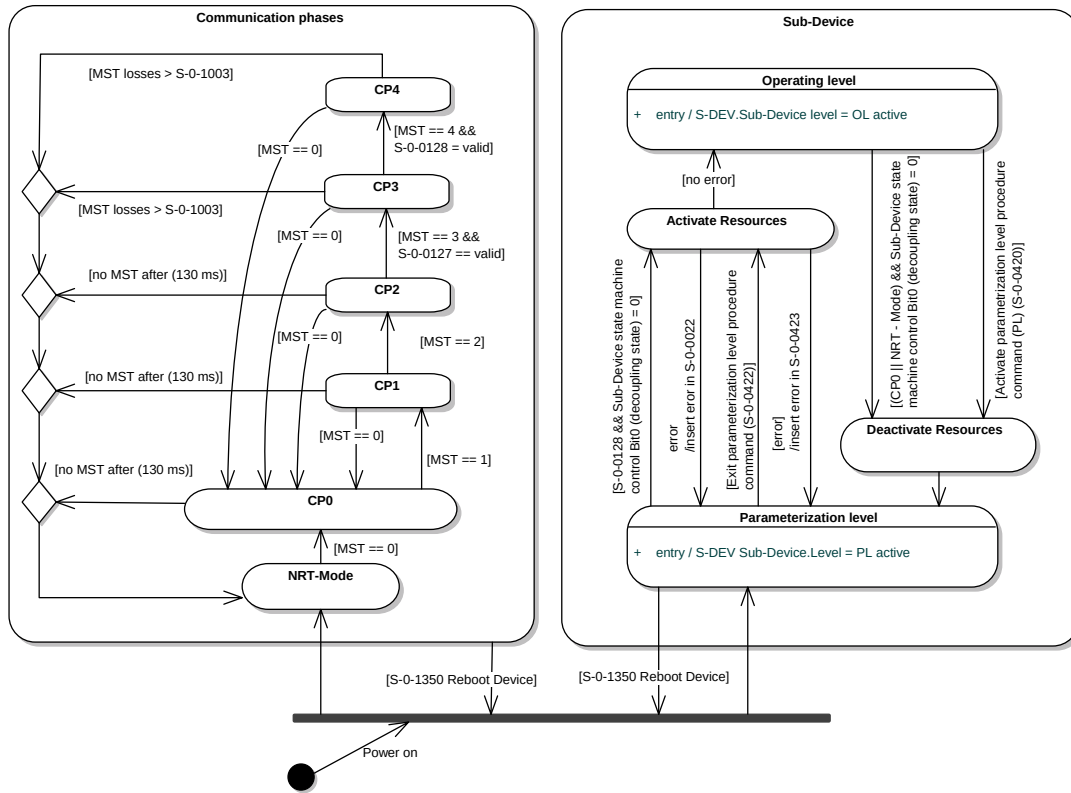 Communication phases
[MST losses > S-0-1003]
CP4
[MST == 0]
[MST == 4 &&
S-0-0128 = valid]
CP3
[MST losses > S-0-1003]
[MST == 0]
[MST == 3 &&
S-0-0127 == valid]
[no MST after (130 ms)]
CP2
[MST == 0]
[MST == 2]
[no MST after (130 ms)]
CP1
[MST == 0]
[MST == 1]
[no MST after (130 ms)]
CP0
[MST == 0]
NRT-Mode
Sub-Device
Operating level
+ entry / S-DEV.Sub-Device level = OL active
[no error]
Activate Resources
[S-0-0128 && Sub-Device state machine
control Bit0 (decoupling state) = 0]
error
/insert error in S-0-0022
[Exit parameterization level procedure
command (S-0-0422)]
[error]
/insert error in S-0-0423
[(CP0 || NRT - Mode) && Sub-Device state
machine control Bit0 (decoupling state) = 0]
[Activate parametrization level procedure
command (PL) (S-0-0420)]
Deactivate Resources
Parameterization level
+ entry / S-DEV Sub-Device.Level = PL active
[S-0-1350 Reboot Device]
[S-0-1350 Reboot Device]
Power on